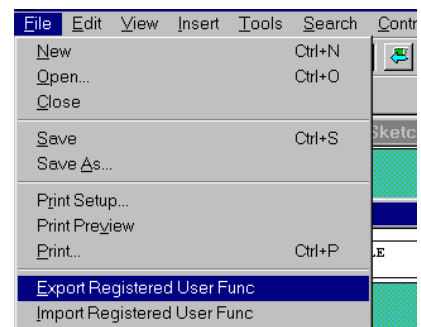 File Edit View Insert Tools Search Contr
New Ctrl+N
Open... Ctrl+O
Close
Sketc
Save Ctrl+S
Save As...
Print Setup...
Print Preview
Print... Ctrl+P
LE
Export Registered User Func
Import Registered User Func